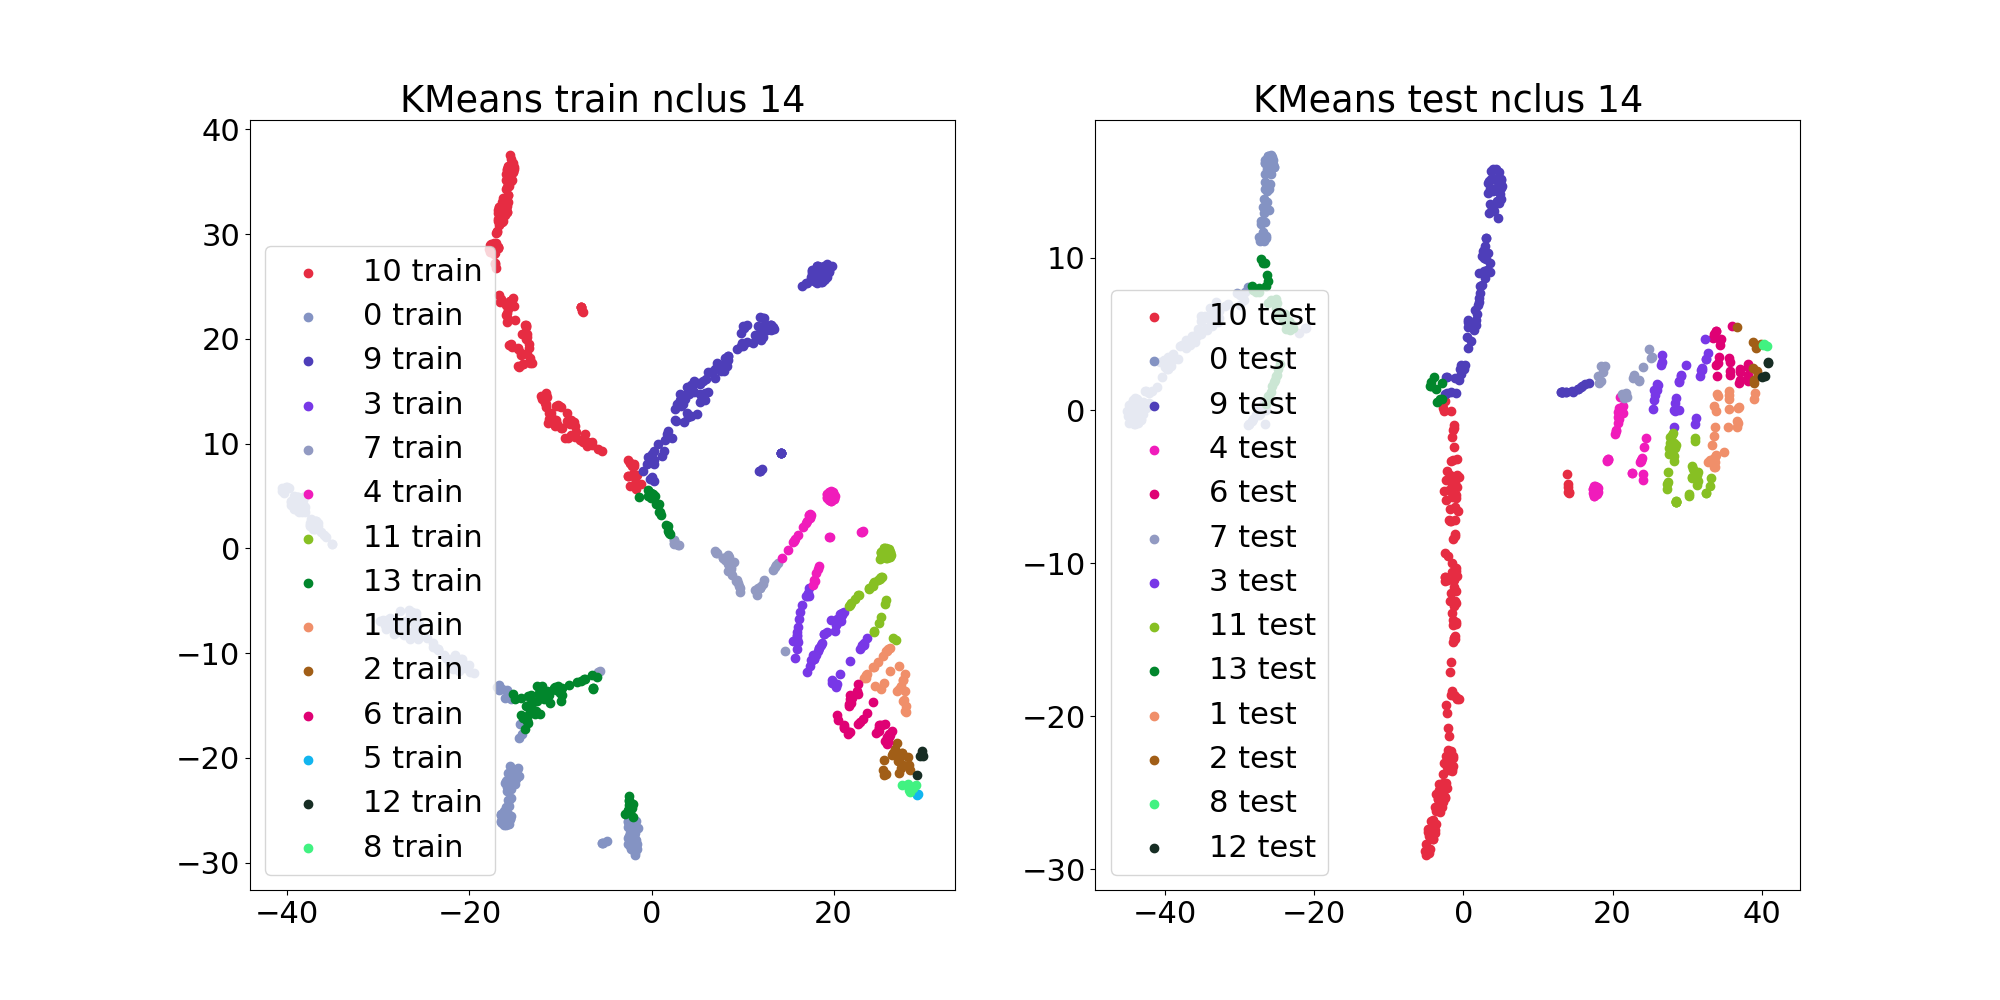 KMeans train nclus 14
40
30
20
10
0
−10
−20
−30
−40
−20
0
20
10 train
0 train
9 train
3 train
7 train
4 train
11 train
13 train
1 train
2 train
6 train
5 train
12 train
8 train
KMeans test nclus 14
10
0
−10
−20
−30
−40
−20
0
20
40
10 test
0 test
9 test
4 test
6 test
7 test
3 test
11 test
13 test
1 test
2 test
8 test
12 test